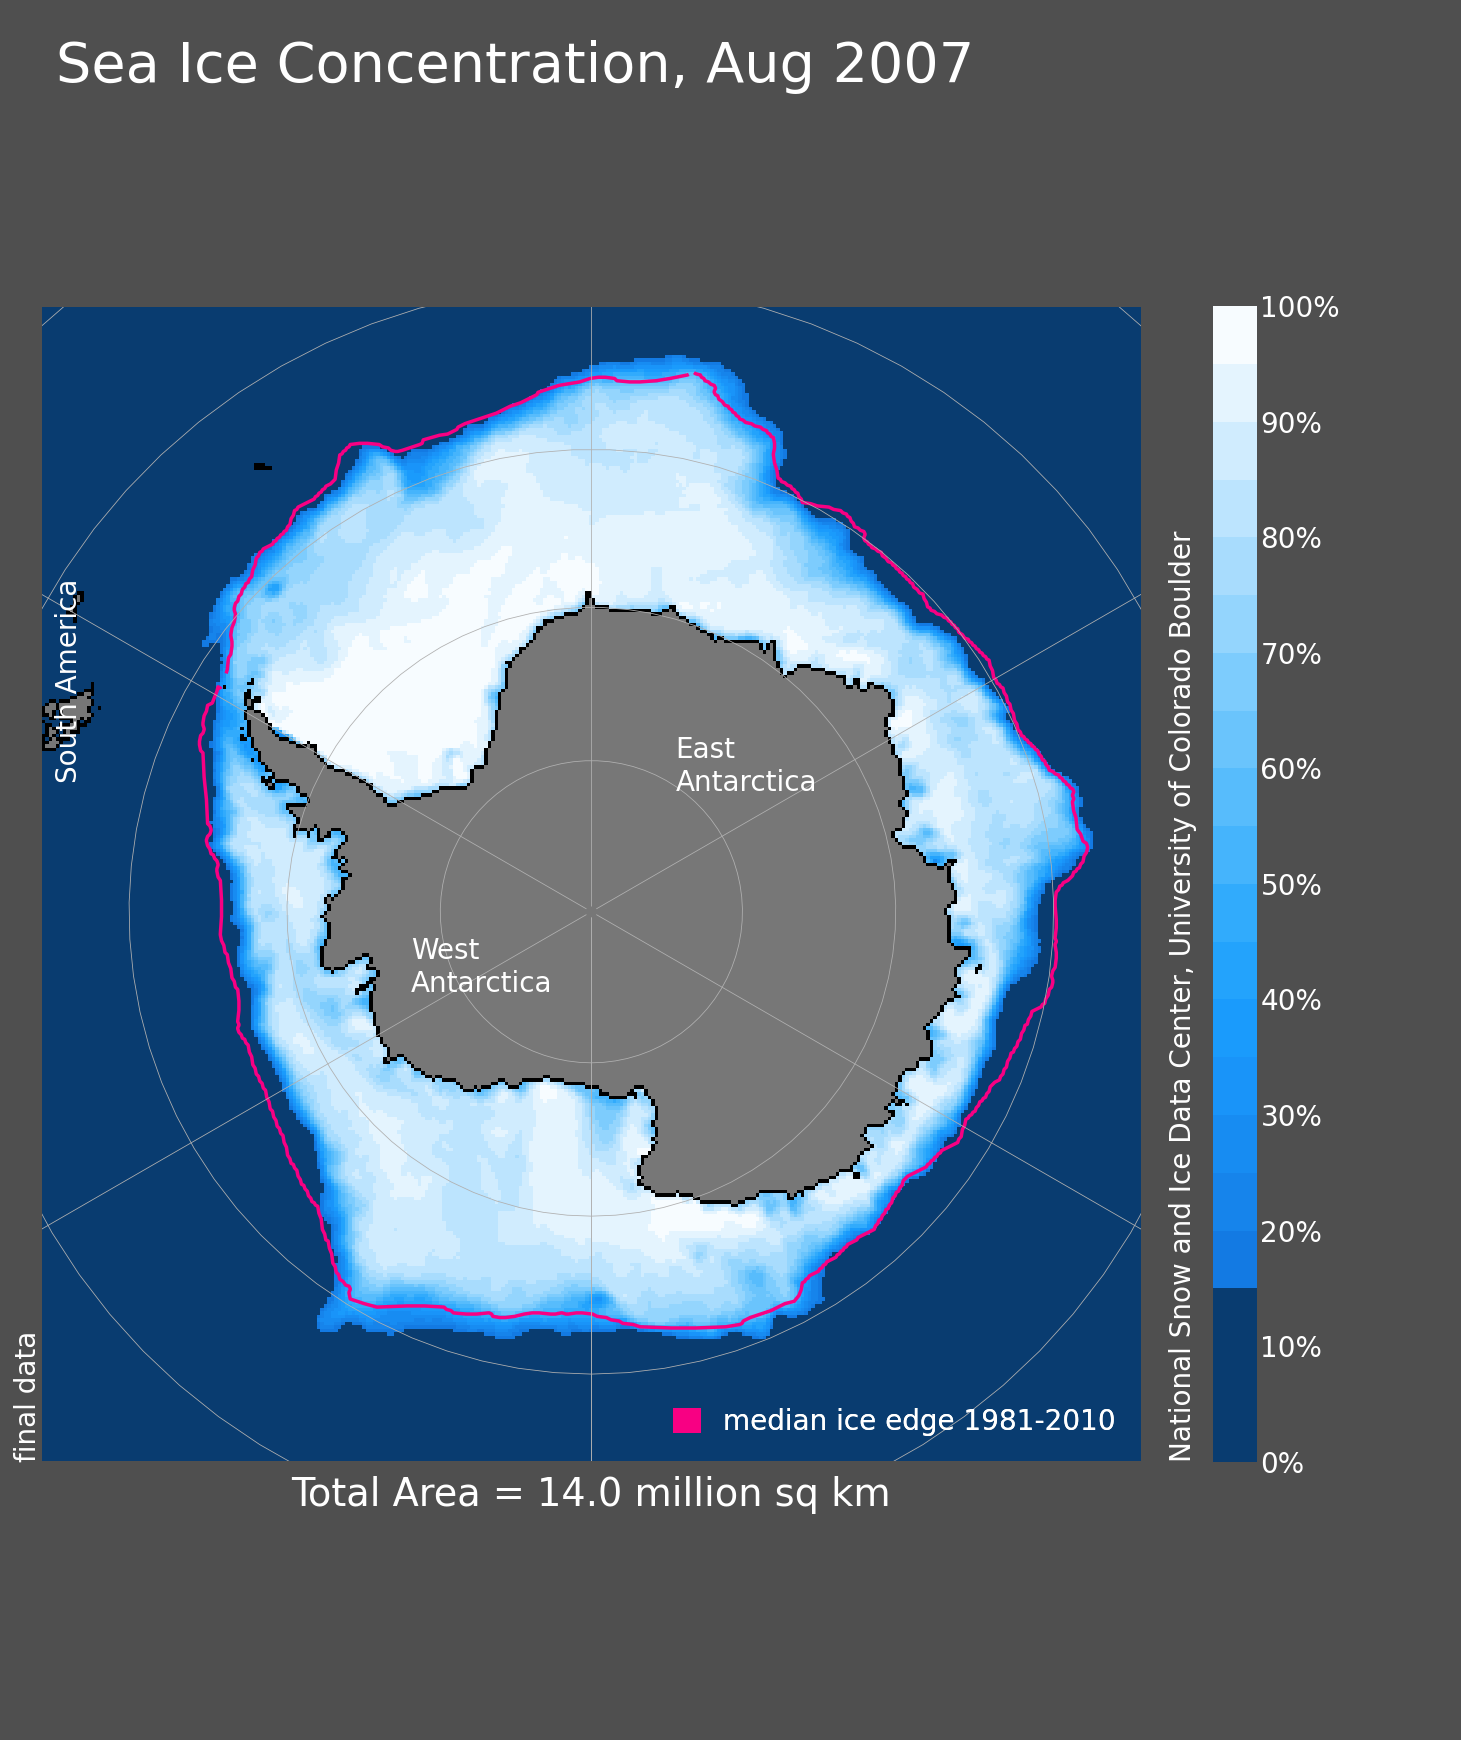 Sea Ice Concentration, Aug 2007
South America
East
Antarctica
West
Antarctica
final data
median ice edge 1981-2010
Total Area = 14.0 million sq km
National Snow and Ice Data Center, University of Colorado Boulder
100%
90%
80%
70%
60%
50%
40%
30%
20%
10%
0%